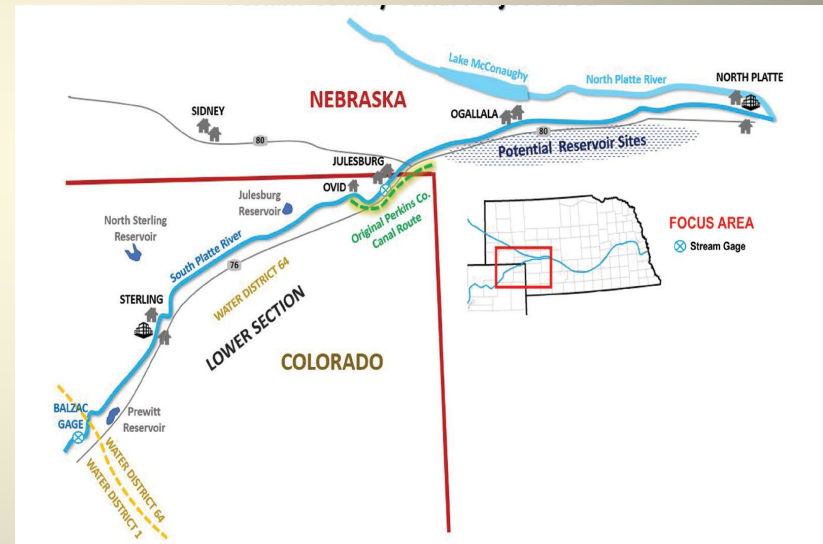 Lake McConaughy
North Platte River
NORTH PLATTE
NEBRASKA
SIDNEY
OGALLALA
80
80
Potential Reservoir Sites
JULESBURG
OVID
Julesburg
Reservoir
Original Perkins Co.
Canal Route
North Sterling
Reservoir
South Platte River
76
WATER DISTRICT 64
FOCUS AREA
Stream Gage
STERLING
LOWER SECTION
COLORADO
BALZAC
GAGE
Prewitt
Reservoir
WATER DISTRICT 64
WATER DISTRICT 1